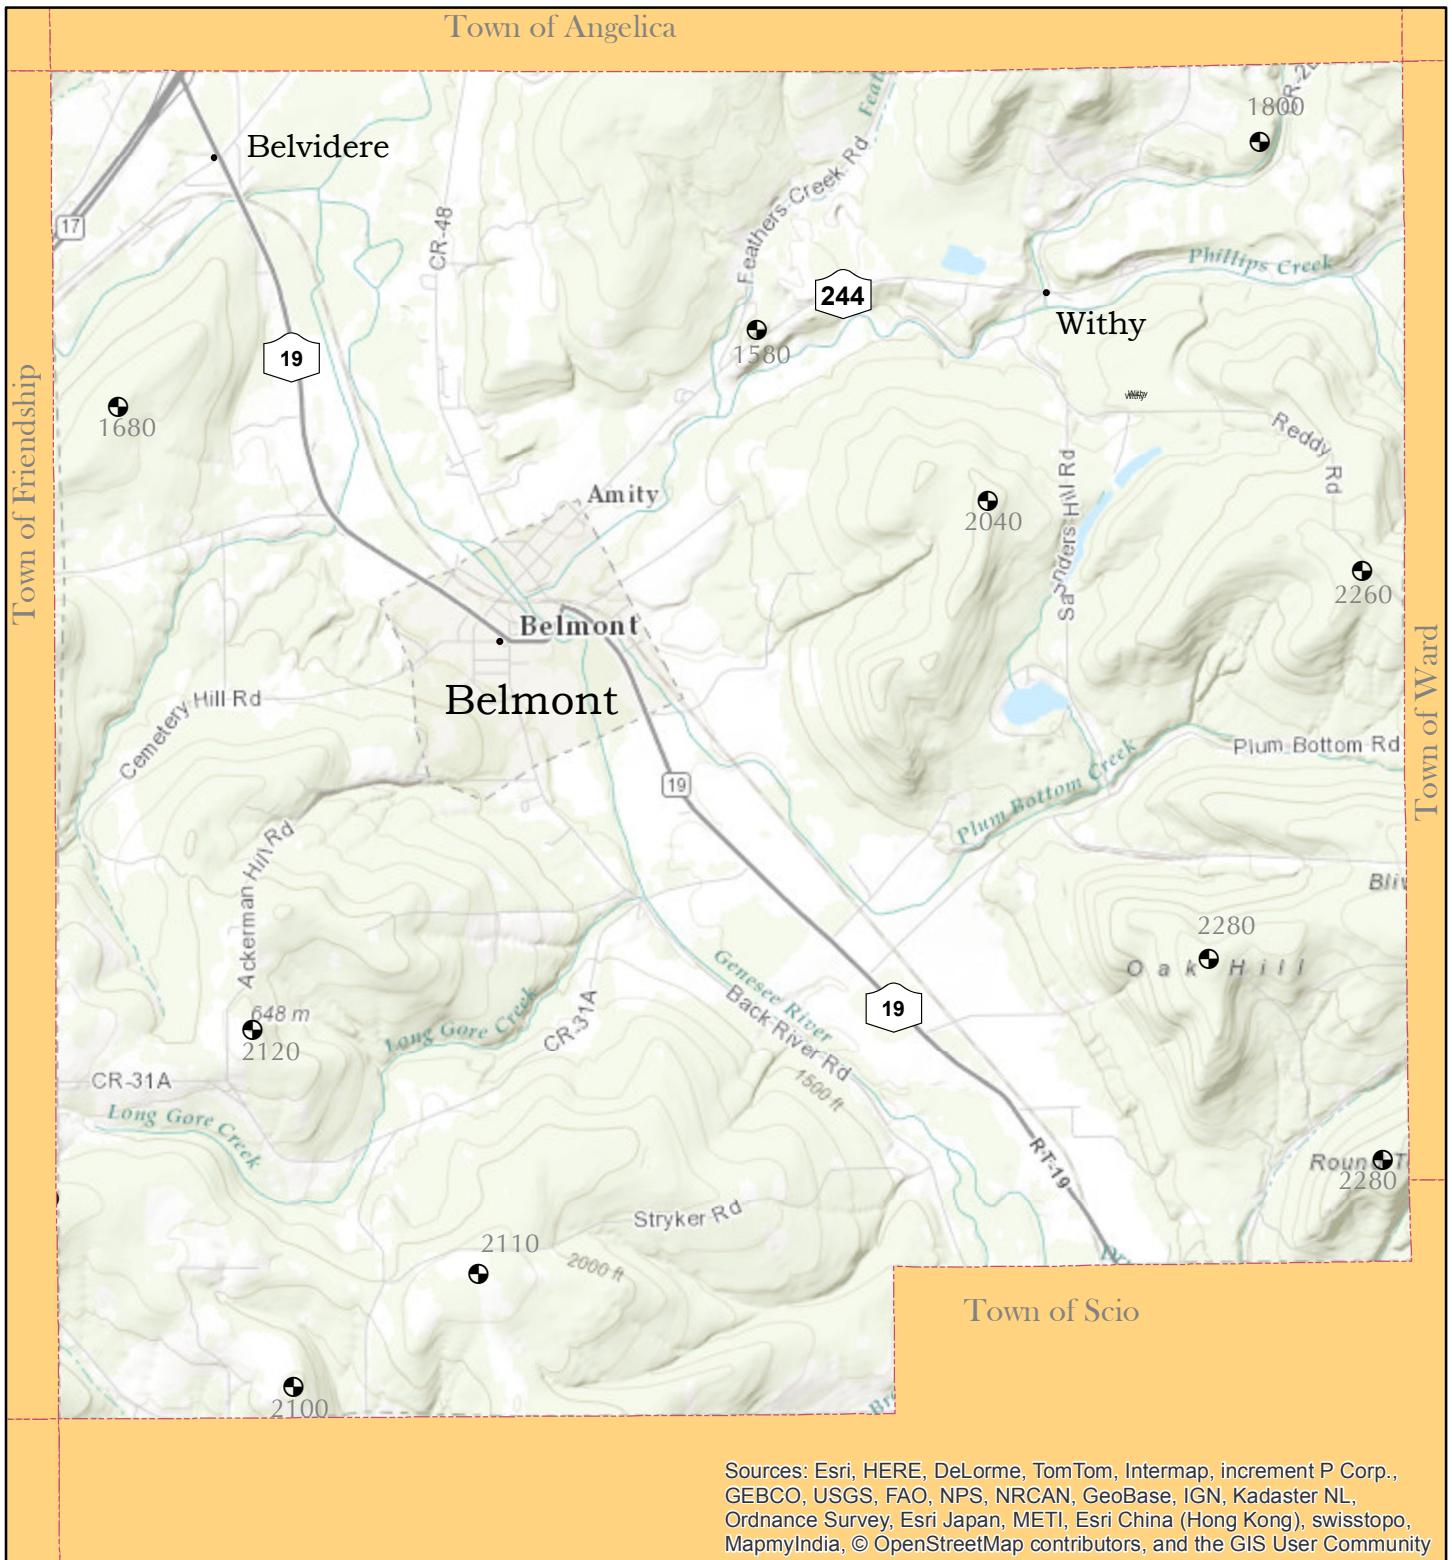 Town of Angelica
Belvidere
1800
17
CR-48
Feathers Creek Rd
Phillips Creek
244
Withy
19
1580
Town of Friendship
1680
Reddy Rd
Amity
2040
Saunders Hill Rd
2260
Belmont
Belmont
Town of Ward
Cemetery Hill Rd
Plum Bottom Rd
19
Plum Bottom Creek
Ackerman Hill Rd
2280
Oak Hill
Genesee River
19
648 m
2120
Long Gore Creek
CR-31A
Back River Rd
CR-31A
1500 ft
Long Gore Creek
RT-19
2280
Stryker Rd
2110
2000 ft
Town of Scio
2100
Sources: Esri, HERE, DeLorme, TomTom, Intermap, increment P Corp.,
GEBCO, USGS, FAO, NPS, NRCAN, GeoBase, IGN, Kadaster NL,
Ordnance Survey, Esri Japan, METI, Esri China (Hong Kong), swisstopo,
MapmyIndia, © OpenStreetMap contributors, and the GIS User Community